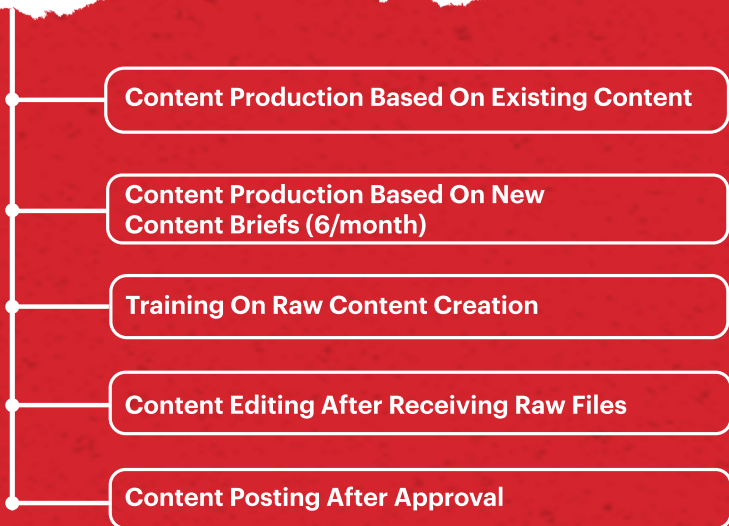 Content Production Based On Existing Content
Content Production Based On New
Content Briefs (6/month)
Training On Raw Content Creation
Content Editing After Receiving Raw Files
Content Posting After Approval